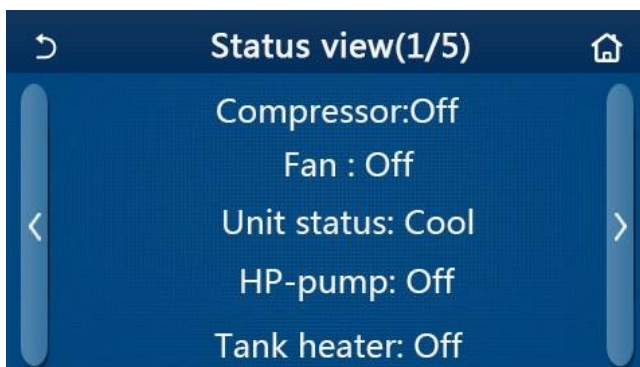 Status view(1/5)
Compressor:Off
Fan : Off
Unit status: Cool
HP-pump: Off
Tank heater: Off